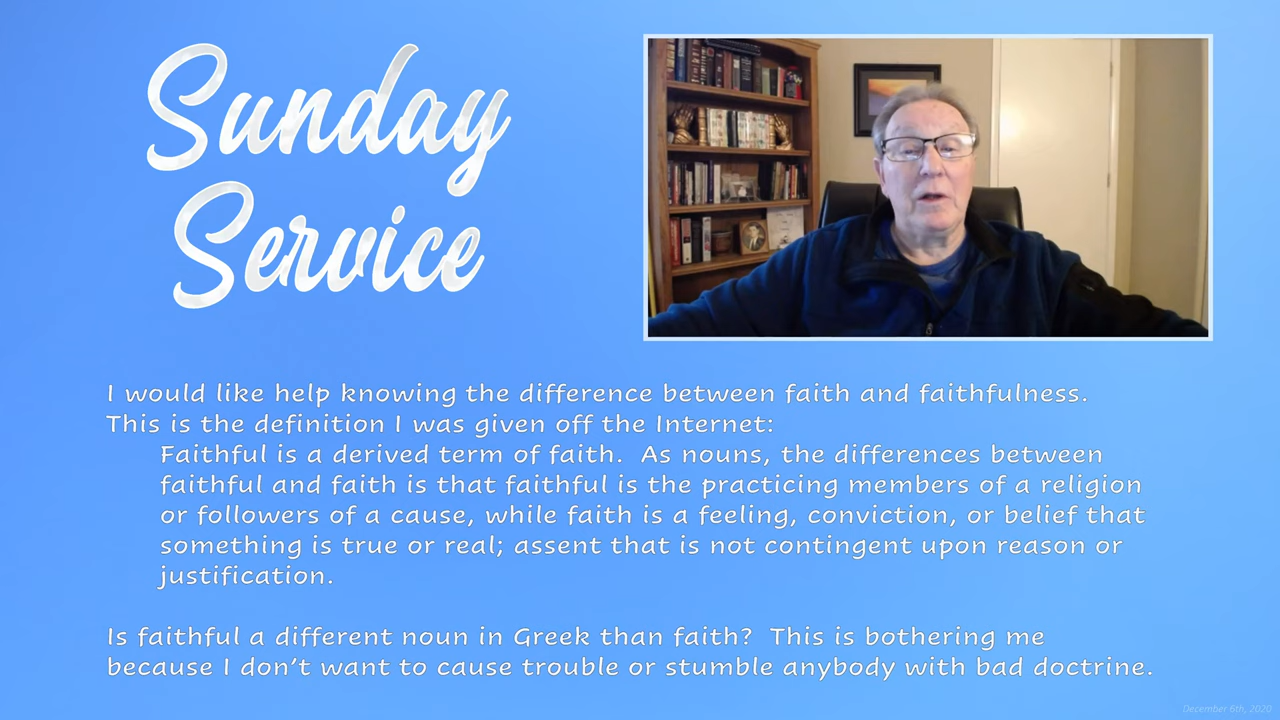 Sunday
Service
I would like help knowing the difference between faith and faithfulness.
This is the definition I was given off the Internet:
Faithful is a derived term of faith.  As nouns, the differences between
faithful and faith is that faithful is the practicing members of a religion
or followers of a cause, while faith is a feeling, conviction, or belief that
something is true or real; assent that is not contingent upon reason or
justification.
Is faithful a different noun in Greek than faith?  This is bothering me
because I don’t want to cause trouble or stumble anybody with bad doctrine.
December 6th, 2020